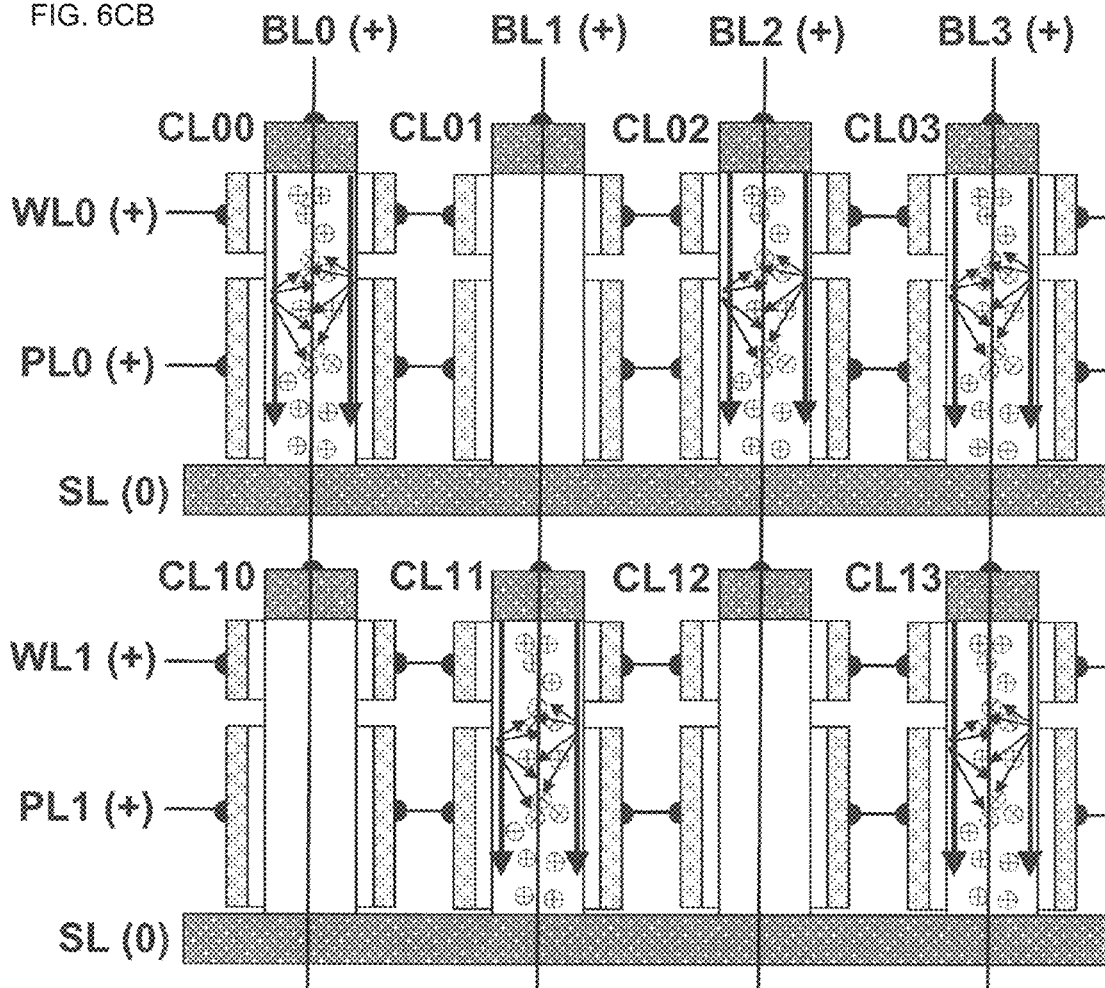 FIG. 6CB
BL0 (+) BL1 (+) BL2 (+) BL3 (+)
CL00 CL01 CL02 CL03
WL0 (+)
PL0 (+)
SL (0)
CL10 CL11 CL12 CL13
WL1 (+)
PL1 (+)
SL (0)